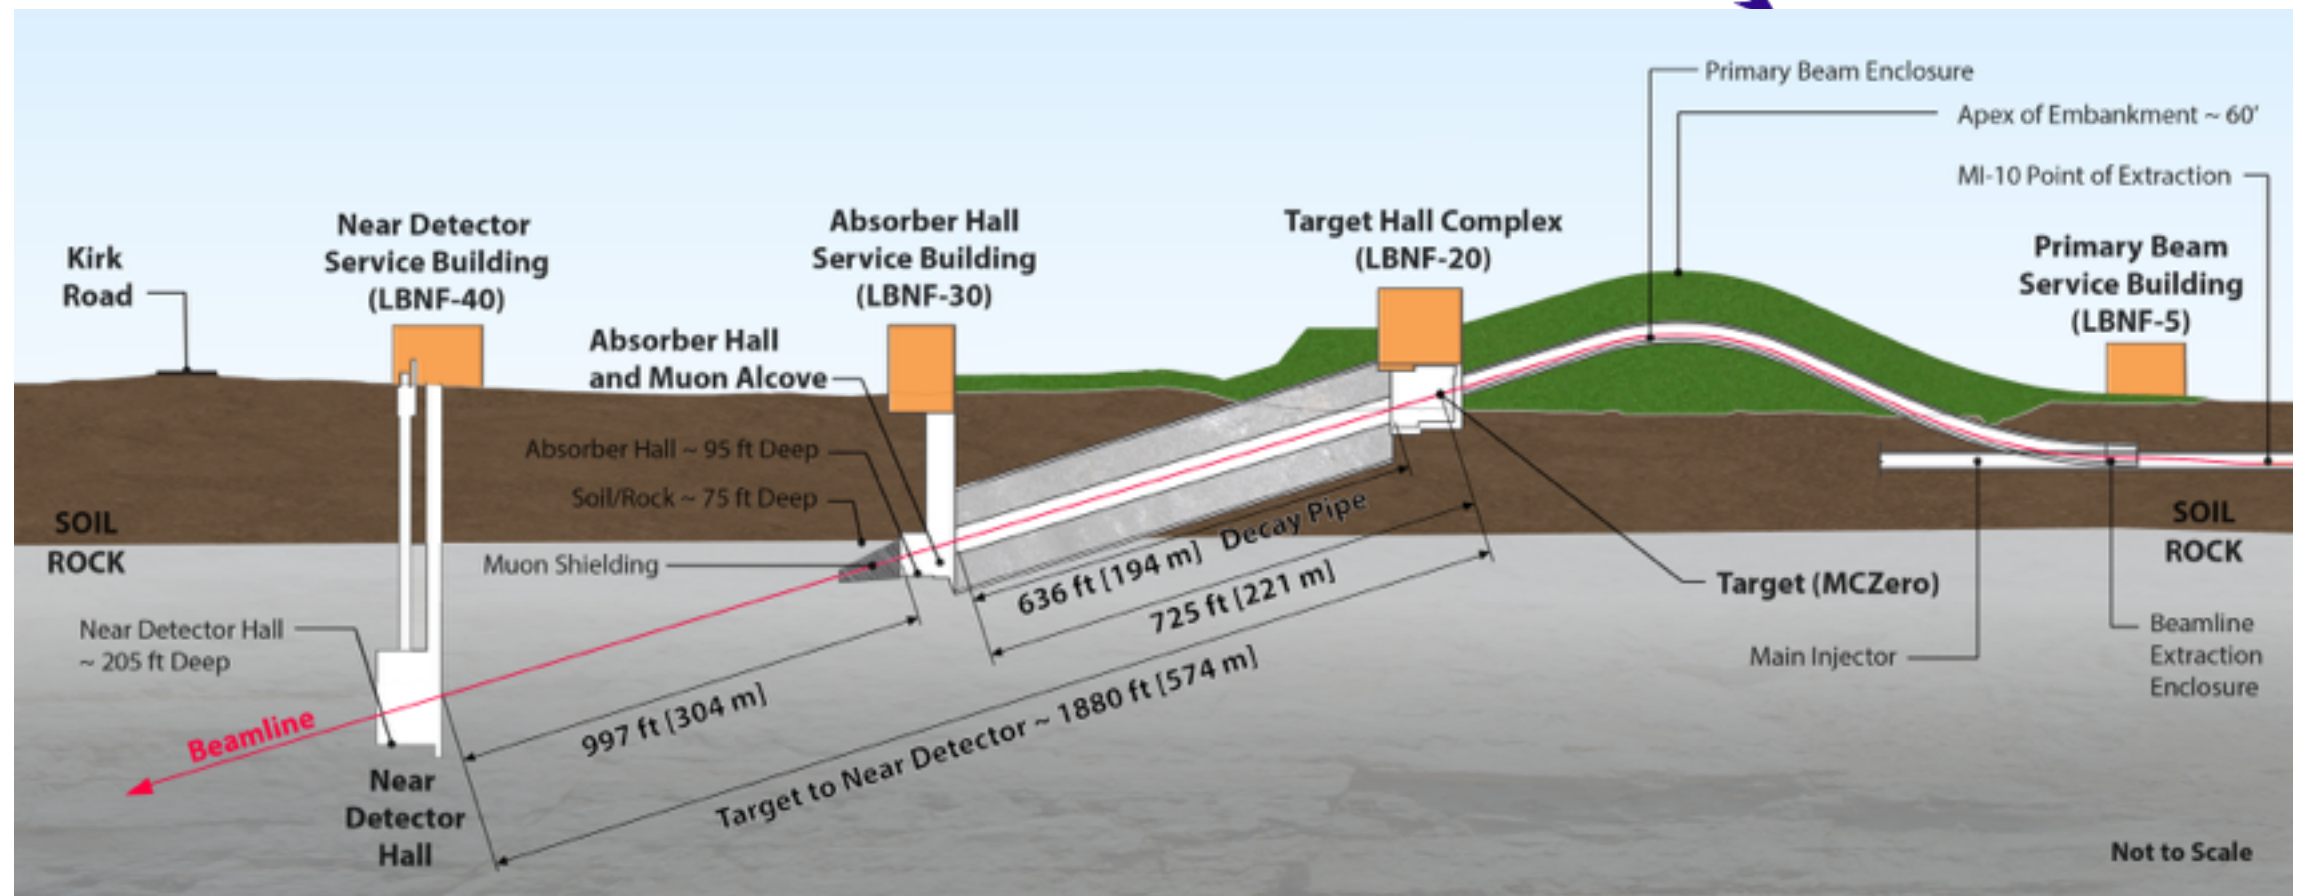 Primary Beam Enclosure
Apex of Embankment ~ 60'
MI-10 Point of Extraction
Kirk
Road
Near Detector
Service Building
(LBNF-40)
Absorber Hall
Service Building
(LBNF-30)
Target Hall Complex
(LBNF-20)
Primary Beam
Service Building
(LBNF-5)
Absorber Hall
and Muon Alcove
Absorber Hall ~ 95 ft Deep
Soil/Rock ~ 75 ft Deep
Muon Shielding
SOIL
ROCK
SOIL
ROCK
Near Detector Hall
~ 205 ft Deep
636 ft [194 m] Decay Pipe
725 ft [221 m]
997 ft [304 m]
Target to Near Detector ~ 1880 ft [574 m]
Target (MCZero)
Main Injector
Beamline
Extraction
Enclosure
Beamline
Near
Detector
Hall
Not to Scale